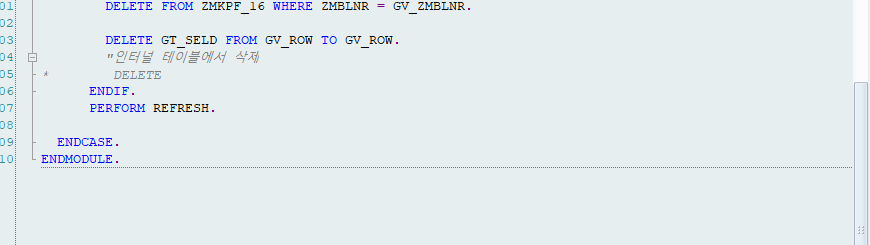 01 DELETE FROM ZMKPF_16 WHERE ZMBLNR = GV_ZMBLNR.
02
03 DELETE GT_SELD FROM GV_ROW TO GV_ROW.
04 "인터널 테이블에서 삭제
05 * DELETE
06 ENDIF.
07 PERFORM REFRESH.
08
09 ENDCASE.
10 ENDMODULE.